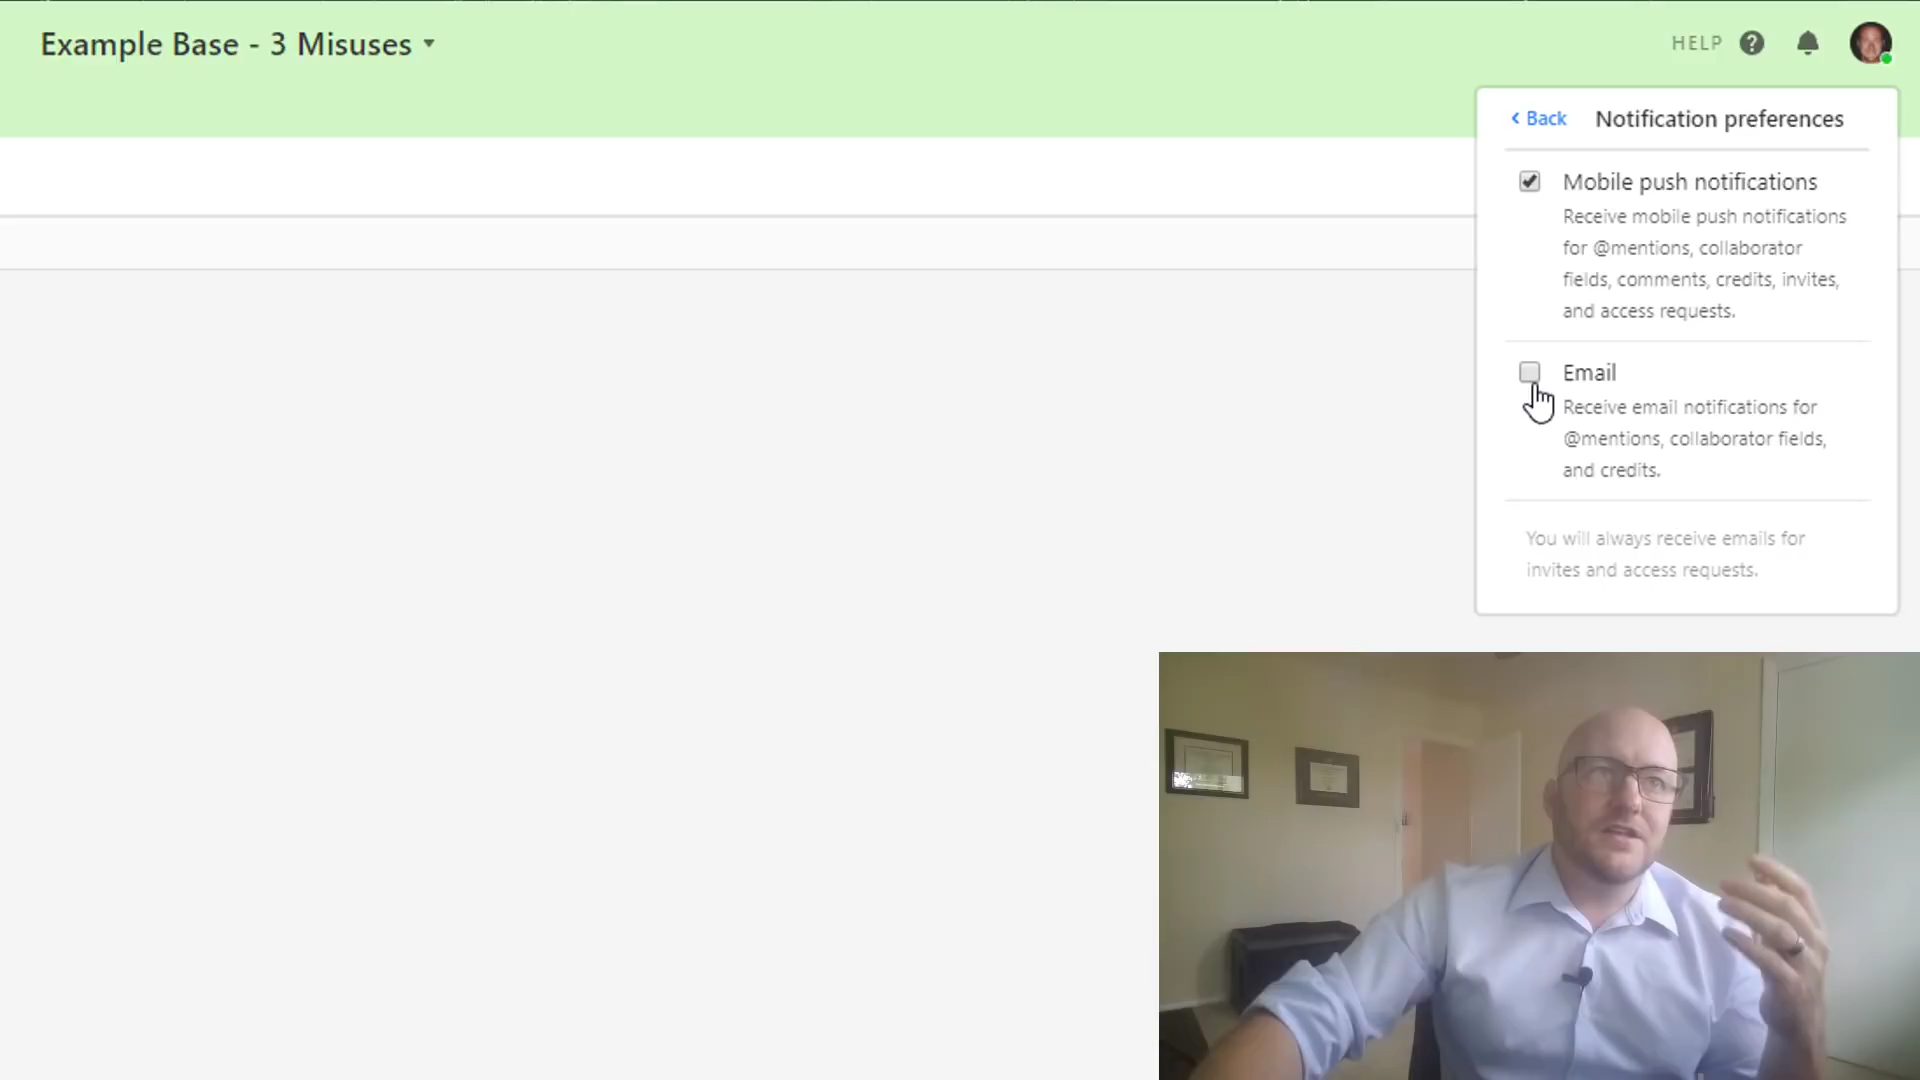 Example Base - 3 Misuses
HELP
Back
Notification preferences
Mobile push notifications
Receive mobile push notifications
for @mentions, collaborator
fields, comments, credits, invites,
and access requests.
Email
Receive email notifications for
@mentions, collaborator fields,
and credits.
You will always receive emails for
invites and access requests.